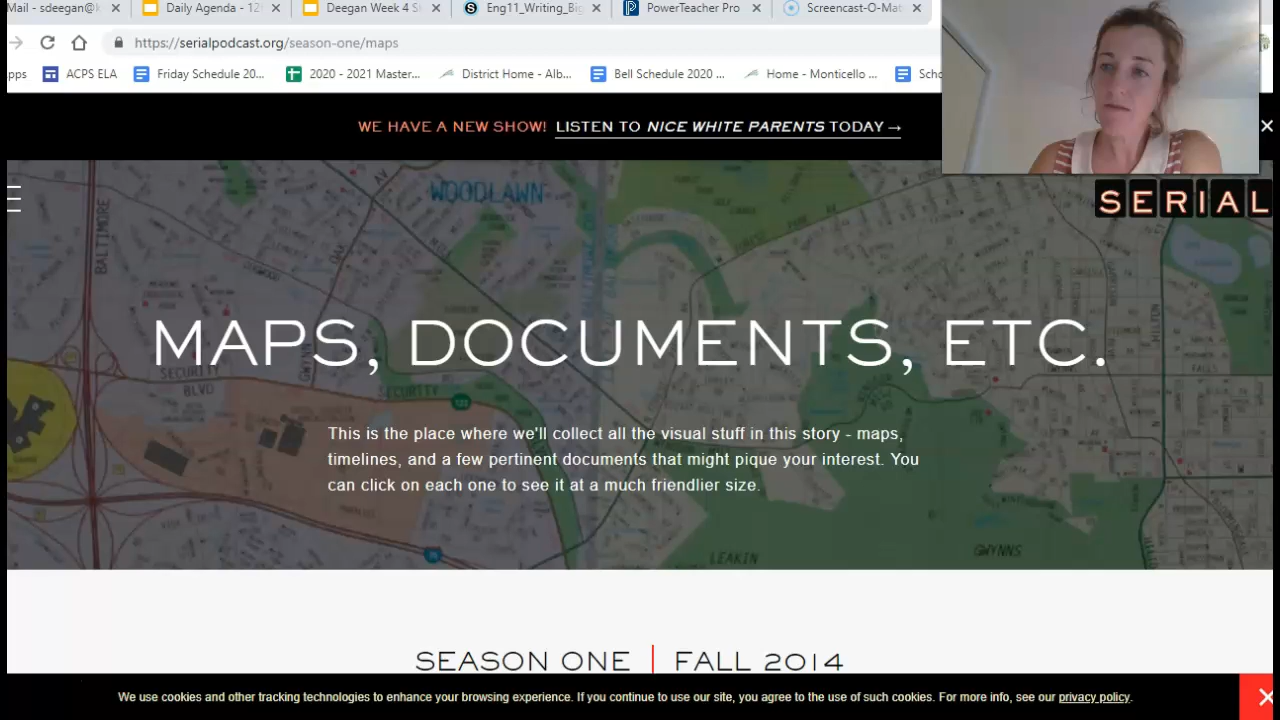 Mail - sdeegan@k
Daily Agenda - 12
Deegan Week 4 S
Eng11_Writing_Big
PowerTeacher Pro
Screencast-O-Mat
https://serialpodcast.org/season-one/maps
pps
ACPS ELA
Friday Schedule 20...
2020 - 2021 Master...
District Home - Alb...
Bell Schedule 2020 ...
Home - Monticello ...
Scho
WE HAVE A NEW SHOW! LISTEN TO NICE WHITE PARENTS TODAY→
SERIAL
WOODLAWN
BALTIMORE
MAPS, DOCUMENTS, ETC.
SECURITY
BLVD
SECURITY
This is the place where we'll collect all the visual stuff in this story - maps,
timelines, and a few pertinent documents that might pique your interest. You
can click on each one to see it at a much friendlier size.
LEAKIN
GWYNNS
SEASON ONE | FALL 2014
We use cookies and other tracking technologies to enhance your browsing experience. If you continue to use our site, you agree to the use of such cookies. For more info, see our privacy policy.